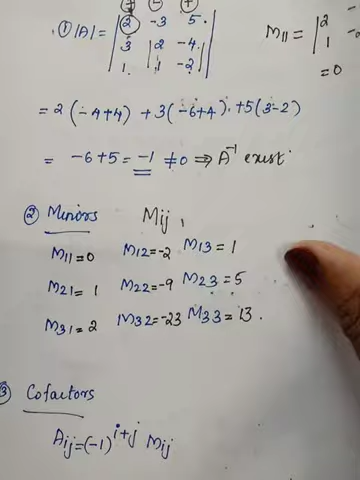 + - +
① |A| = | 2 -3 5 |
| 3 2 -4 |
| 1 1 -2 |
M11 = | 2 -
1 -2
= 0
= 2(-4+4) +3(-6+4) +5(3-2)
= -6+5 = -1 ≠0 ⇒ A⁻¹ exist
② Minors Mij
M11=0 M12=-2 M13=1
M21=1 M22=-9 M23=5
M31=2 M32=-23 M33=13.
③ Cofactors
Aij=(-1)^i+j Mij